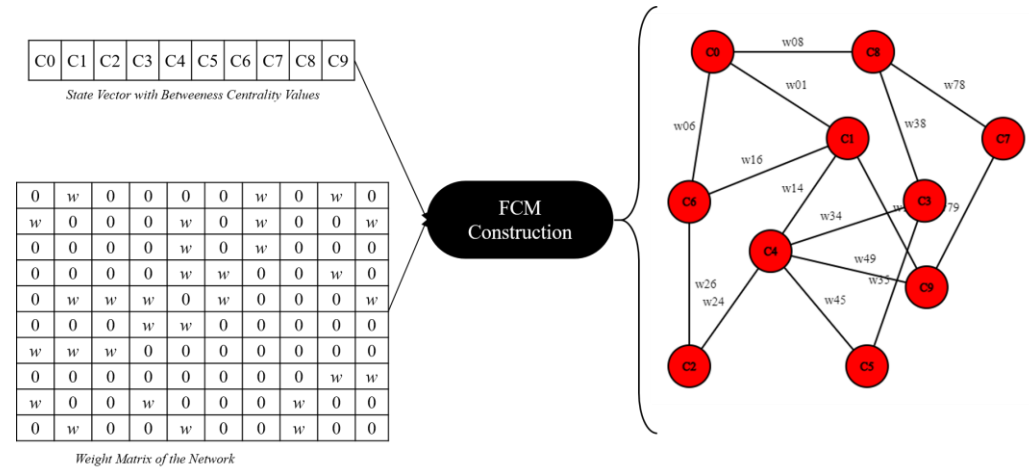 C0 C1 C2 C3 C4 C5 C6 C7 C8 C9
State Vector with Betweeness Centrality Values
0 w 0 0 0 0 w 0 w 0
w 0 0 0 w 0 w 0 0 w
0 0 0 0 w 0 w 0 0 0
0 0 0 0 w w 0 0 w 0
0 w w w 0 w 0 0 0 w
0 0 0 w w 0 0 0 0 0
w w w 0 0 0 0 0 0 0
0 0 0 0 0 0 0 0 w w
w 0 0 w 0 0 0 w 0 0
0 w 0 0 w 0 0 w 0 0
Weight Matrix of the Network
FCM
Construction
C0
w08
C8
w01
w78
w06
w38
C1
C7
w16
w14
C6
C3
79
w34
C4
w49
w35
C9
w26
w24
w45
C2
C5